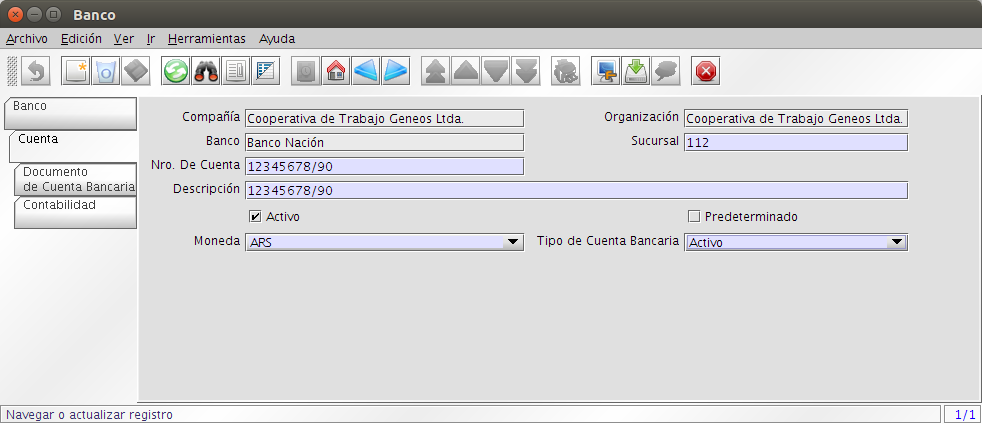 Banco
Archivo Edición Ver Ir Herramientas Ayuda
Banco
Cuenta
Documento
de Cuenta Bancaria
Contabilidad
Compañía Cooperativa de Trabajo Geneos Ltda. Organización Cooperativa de Trabajo Geneos Ltda.
Banco Banco Nación Sucursal 112
Nro. De Cuenta 12345678/90
Descripción 12345678/90
Activo Predeterminado
Moneda ARS Tipo de Cuenta Bancaria Activo
Navegar o actualizar registro 1/1